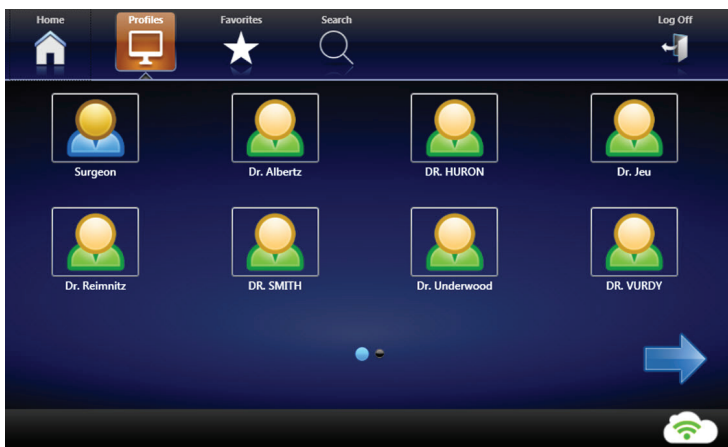 Home Profiles Favorites Search Log Off
Surgeon Dr. Albertz DR. HURON Dr. Jeu
Dr. Reimnitz DR. SMITH Dr. Underwood DR. VURDY